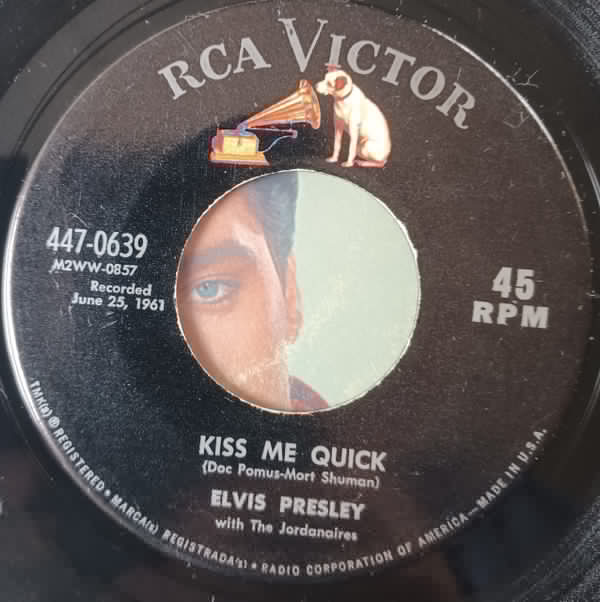 RCA VICTOR
447-0639
M2WW-0857
Recorded
June 25, 1961
45
RPM
KISS ME QUICK
(Doc Pomus-Mort Shuman)
ELVIS PRESLEY
with The Jordanaires
TMK(s) ® REGISTERED • MARCA(s) REGISTRADA(s) • RADIO CORPORATION OF AMERICA—MADE IN U.S.A.